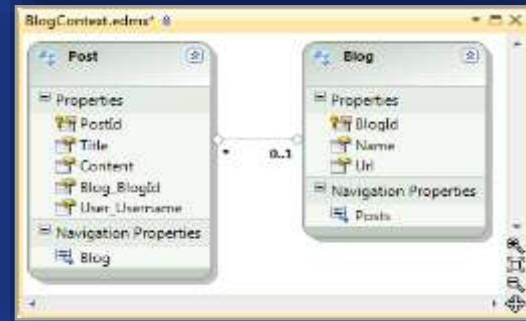 BlogContext.edmx*
Post
Properties
PostId
Title
Content
Blog_BlogId
User_Username
Navigation Properties
Blog
* 0..1
Blog
Properties
BlogId
Name
Url
Navigation Properties
Posts